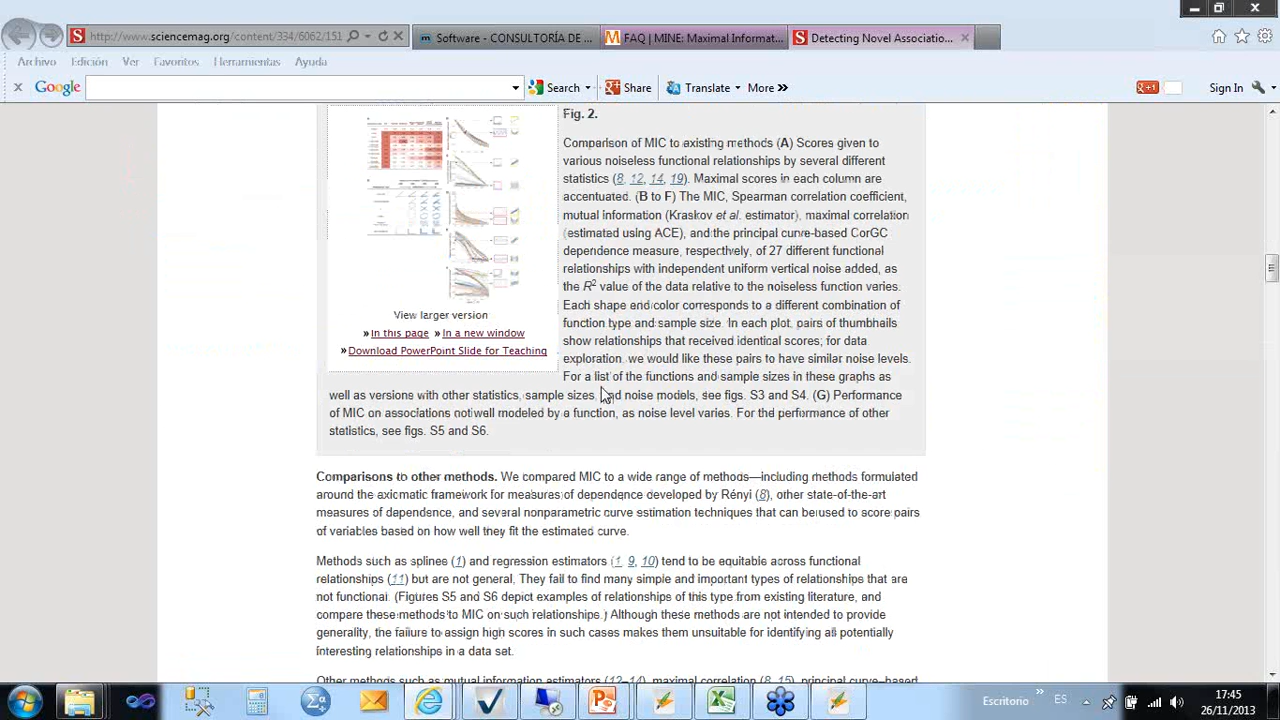 http://www.sciencemag.org/content/334/6062/151
Software - CONSULTORÍA DE ...
FAQ | MINE: Maximal Informat...
Detecting Novel Associatio...
Archivo Edición Ver Favoritos Herramientas Ayuda
Google Search Share Translate More » +1 Sign In
Fig. 2.
Comparison of MIC to existing methods (A) Scores given to
various noiseless functional relationships by several different
statistics (8, 12, 14, 19). Maximal scores in each column are
accentuated. (B to F) The MIC, Spearman correlation coefficient,
mutual information (Kraskov et al. estimator), maximal correlation
(estimated using ACE), and the principal curve-based CorGC
dependence measure, respectively, of 27 different functional
relationships with independent uniform vertical noise added, as
the R2 value of the data relative to the noiseless function varies.
Each shape and color corresponds to a different combination of
function type and sample size. In each plot, pairs of thumbnails
show relationships that received identical scores; for data
exploration, we would like these pairs to have similar noise levels.
For a list of the functions and sample sizes in these graphs as
well as versions with other statistics, sample sizes, and noise models, see figs. S3 and S4. (G) Performance
of MIC on associations not well modeled by a function, as noise level varies. For the performance of other
statistics, see figs. S5 and S6.
View larger version
» In this page » In a new window
» Download PowerPoint Slide for Teaching
Comparisons to other methods. We compared MIC to a wide range of methods—including methods formulated
around the axiomatic framework for measures of dependence developed by Rényi (8), other state-of-the-art
measures of dependence, and several nonparametric curve estimation techniques that can be used to score pairs
of variables based on how well they fit the estimated curve.
Methods such as splines (1) and regression estimators (1, 9, 10) tend to be equitable across functional
relationships (11) but are not general. They fail to find many simple and important types of relationships that are
not functional. (Figures S5 and S6 depict examples of relationships of this type from existing literature, and
compare these methods to MIC on such relationships.) Although these methods are not intended to provide
generality, the failure to assign high scores in such cases makes them unsuitable for identifying all potentially
interesting relationships in a data set.
Other methods such as mutual information estimators (12–14), maximal correlation (8, 15), principal curve–based
Escritorio » ES
17:45
26/11/2013